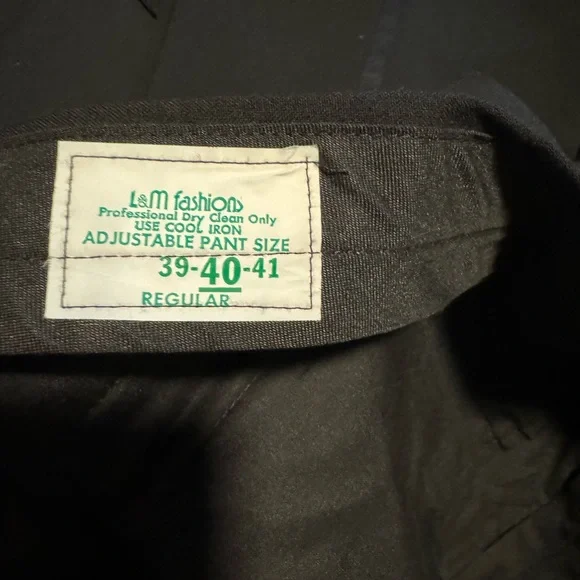 L&M fashions
Professional Dry Clean Only
USE COOL IRON
ADJUSTABLE PANT SIZE
39-40-41
REGULAR